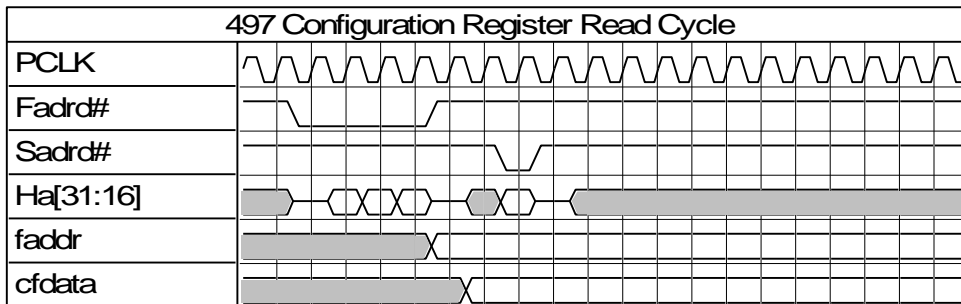 497 Configuration Register Read Cycle
PCLK
Fadrd#
Sadrd#
Ha[31:16]
faddr
cfdata